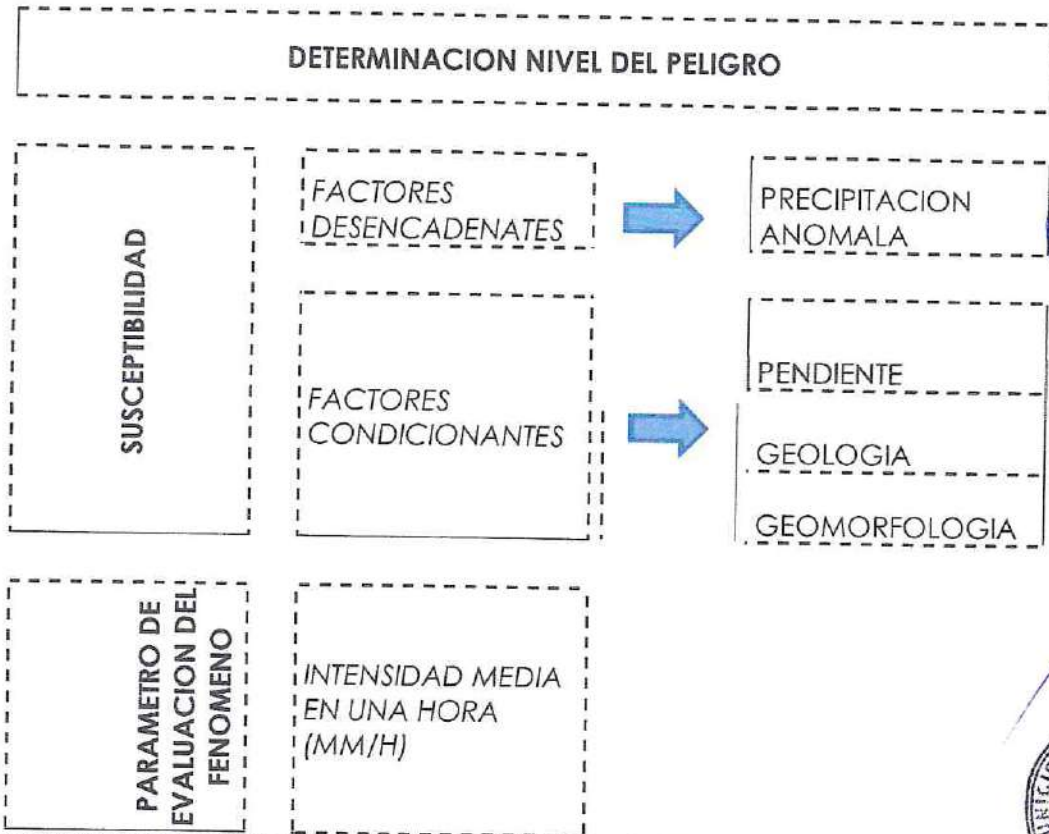 DETERMINACION NIVEL DEL PELIGRO
SUSCEPTIBILIDAD
FACTORES
DESENCADENATES
PRECIPITACION
ANOMALA
FACTORES
CONDICIONANTES
PENDIENTE
GEOLOGIA
GEOMORFOLOGIA
PARAMETRO DE
EVALUACION DEL
FENOMENO
INTENSIDAD MEDIA
EN UNA HORA
(MM/H)